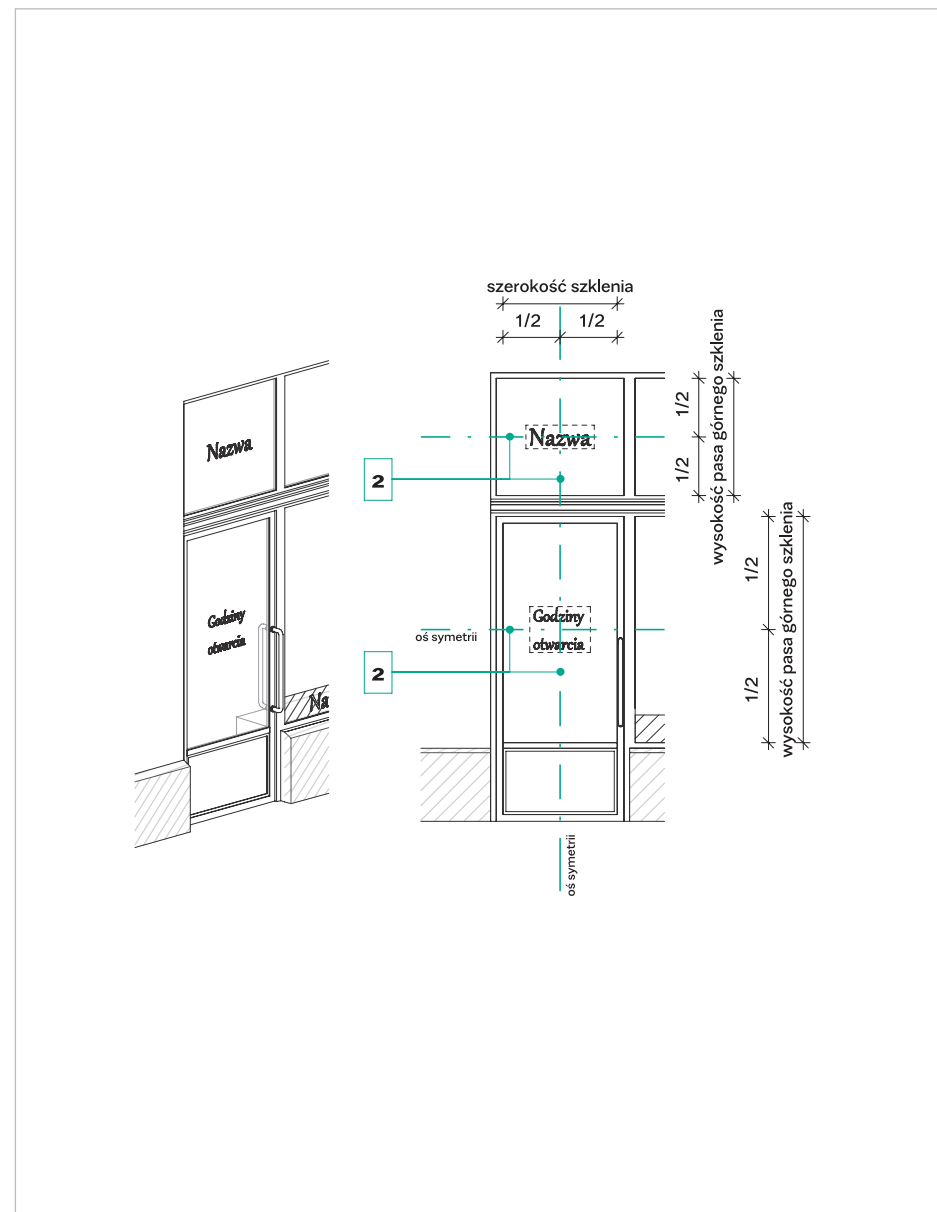 szerokość szklenia
1/2
1/2
Nazwa
Nazwa
1/2
1/2
wysokość pasa górnego szklenia
2
Godziny
otwarcia
Godziny
otwarcia
oś symetrii
2
1/2
1/2
wysokość pasa górnego szklenia
Na
oś symetrii